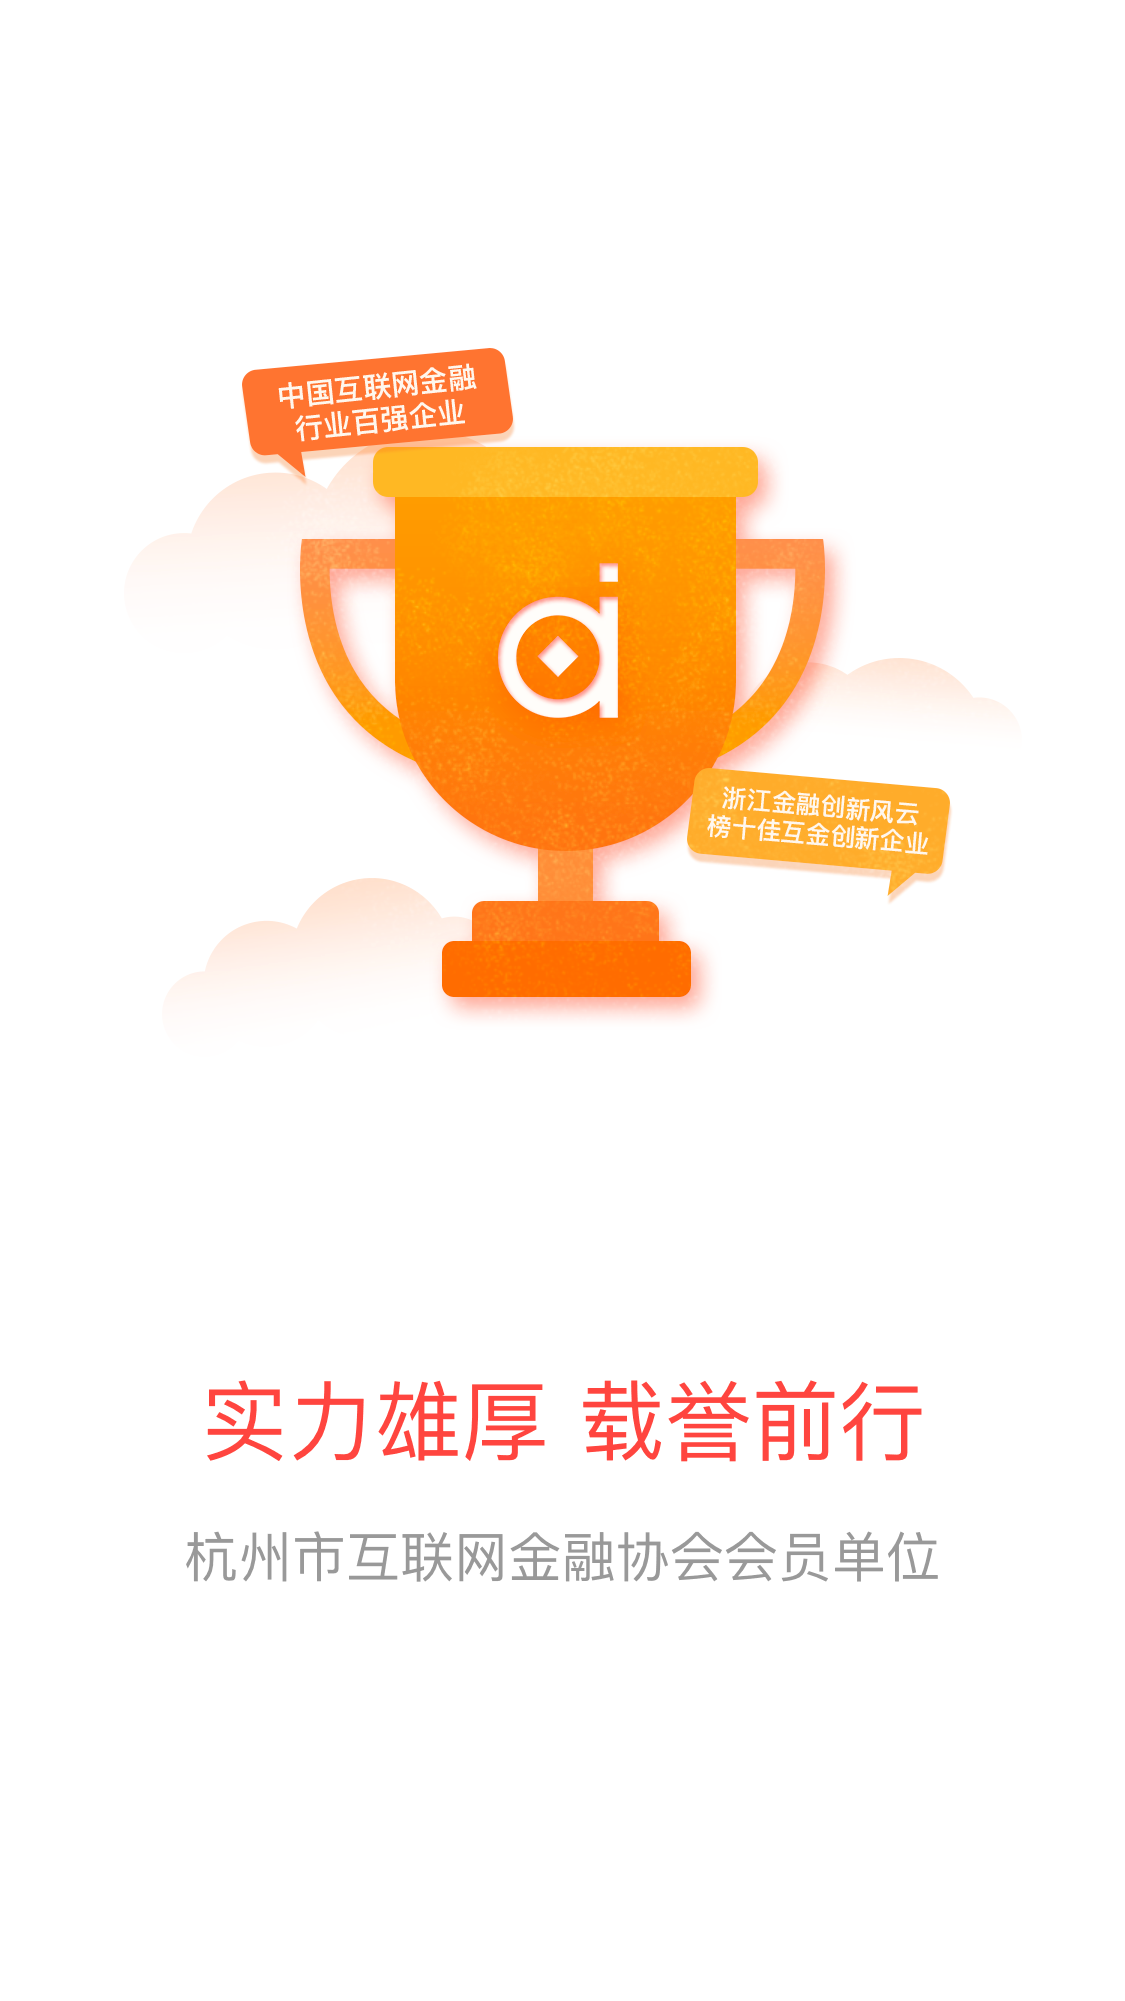 中国互联网金融
行业百强企业
ai
浙江金融创新风云
榜十佳互金创新企业
实力雄厚 载誉前行
杭州市互联网金融协会会员单位